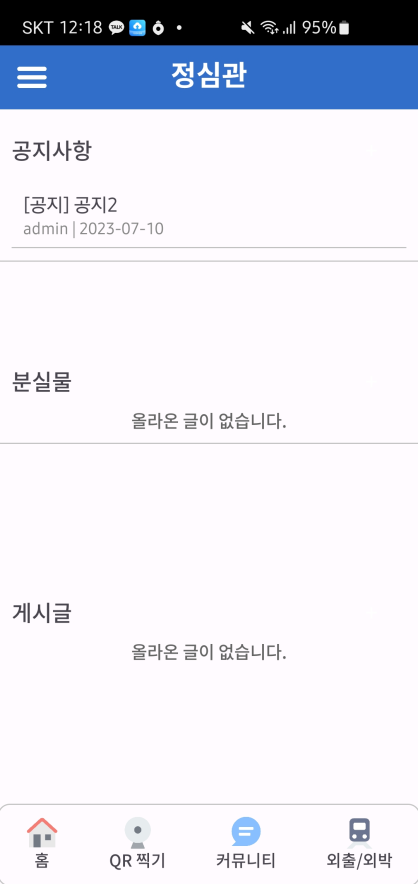 SKT 12:18 TALK 95%
정심관
공지사항
[공지] 공지2
admin | 2023-07-10
분실물
올라온 글이 없습니다.
게시글
올라온 글이 없습니다.
홈 QR 찍기 커뮤니티 외출/외박